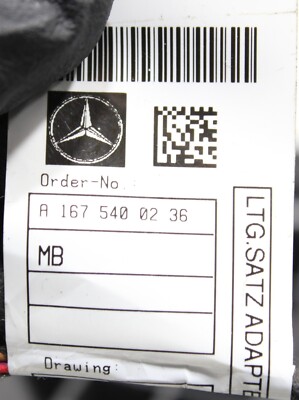 Order-No.:
A 167 540 02 36
MB
Drawing:
LTG.SATZ ADAPTE